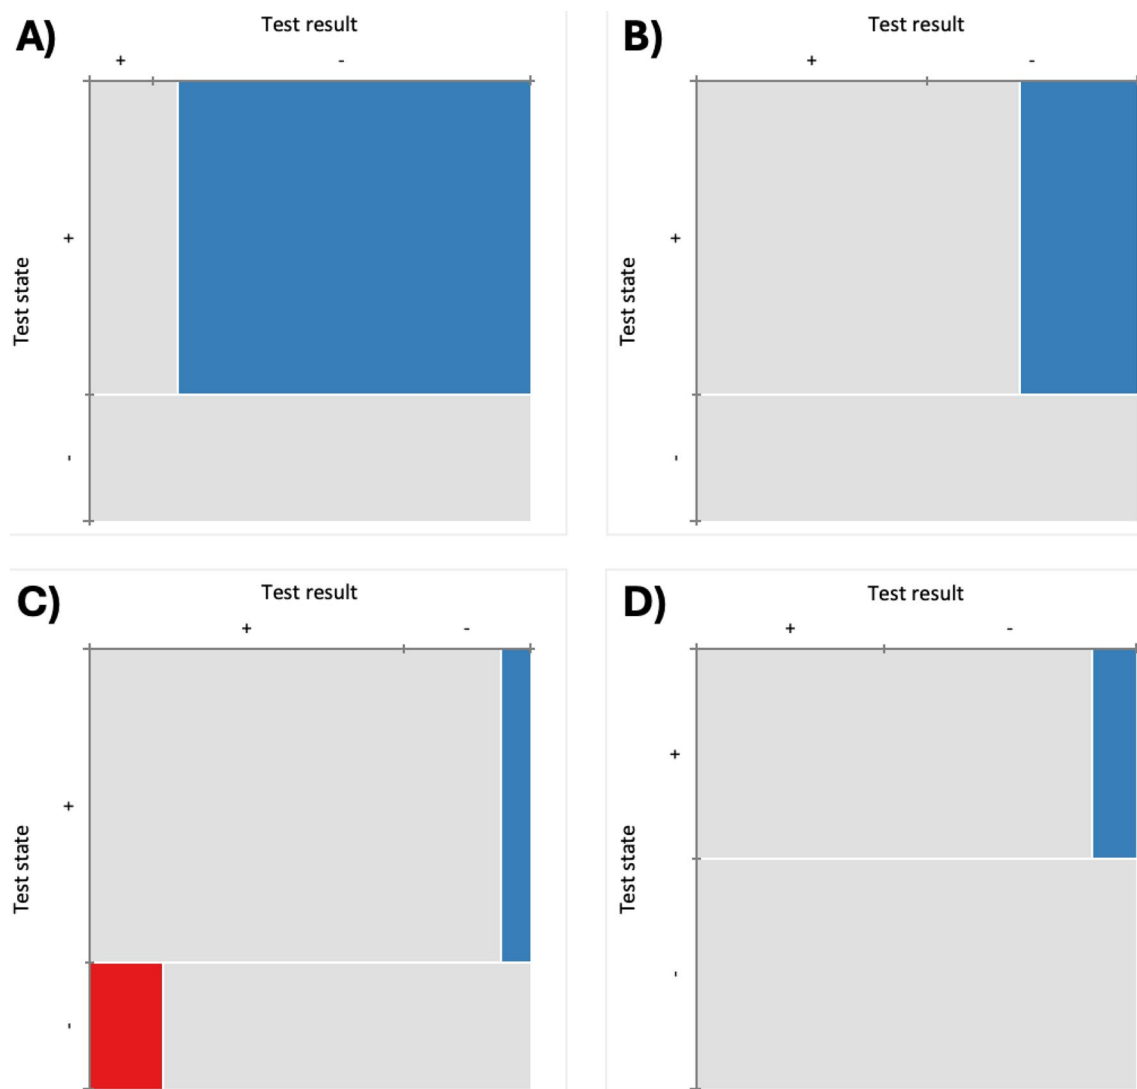 A)
Test result
+ -
+
Test state
-
B)
Test result
+ -
+
Test state
-
C)
Test result
+ -
+
Test state
-
D)
Test result
+ -
+
Test state
-